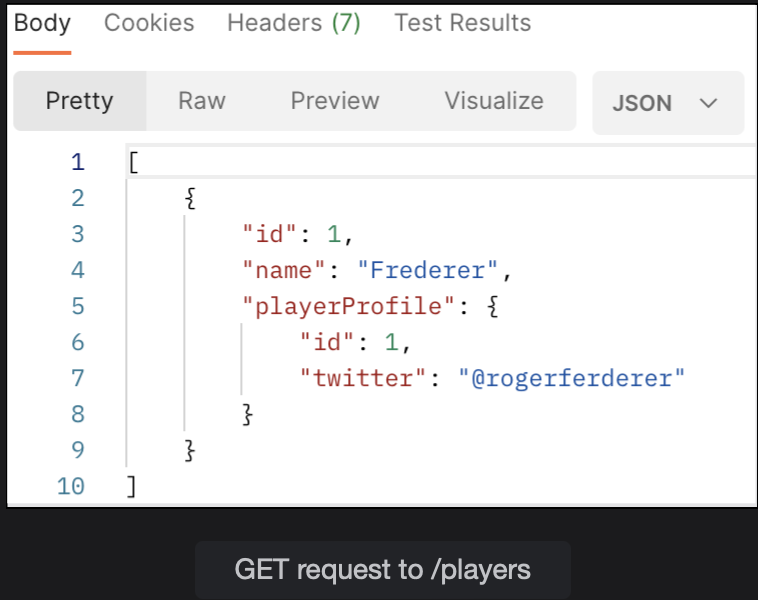 Body Cookies Headers (7) Test Results
Pretty Raw Preview Visualize JSON
1 [
2 {
3 "id": 1,
4 "name": "Frederer",
5 "playerProfile": {
6 "id": 1,
7 "twitter": "@rogerferderer"
8 }
9 }
10 ]
GET request to /players